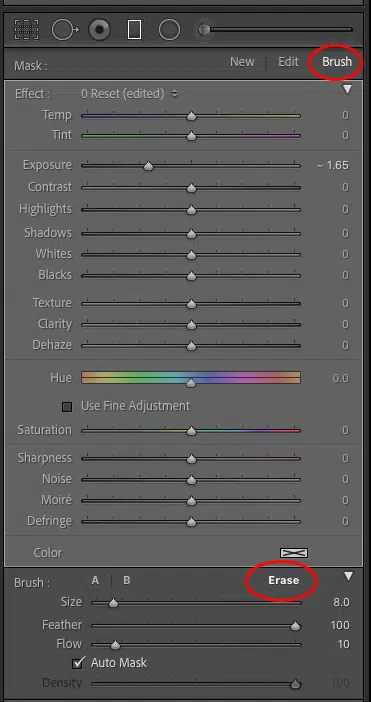 Mask : New Edit Brush
Effect : 0 Reset (edited)
Temp 0
Tint 0
Exposure – 1.65
Contrast 0
Highlights 0
Shadows 0
Whites 0
Blacks 0
Texture 0
Clarity 0
Dehaze 0
Hue 0.0
Use Fine Adjustment
Saturation 0
Sharpness 0
Noise 0
Moiré 0
Defringe 0
Color
Brush : A B Erase
Size 8.0
Feather 100
Flow 10
Auto Mask
Density 100